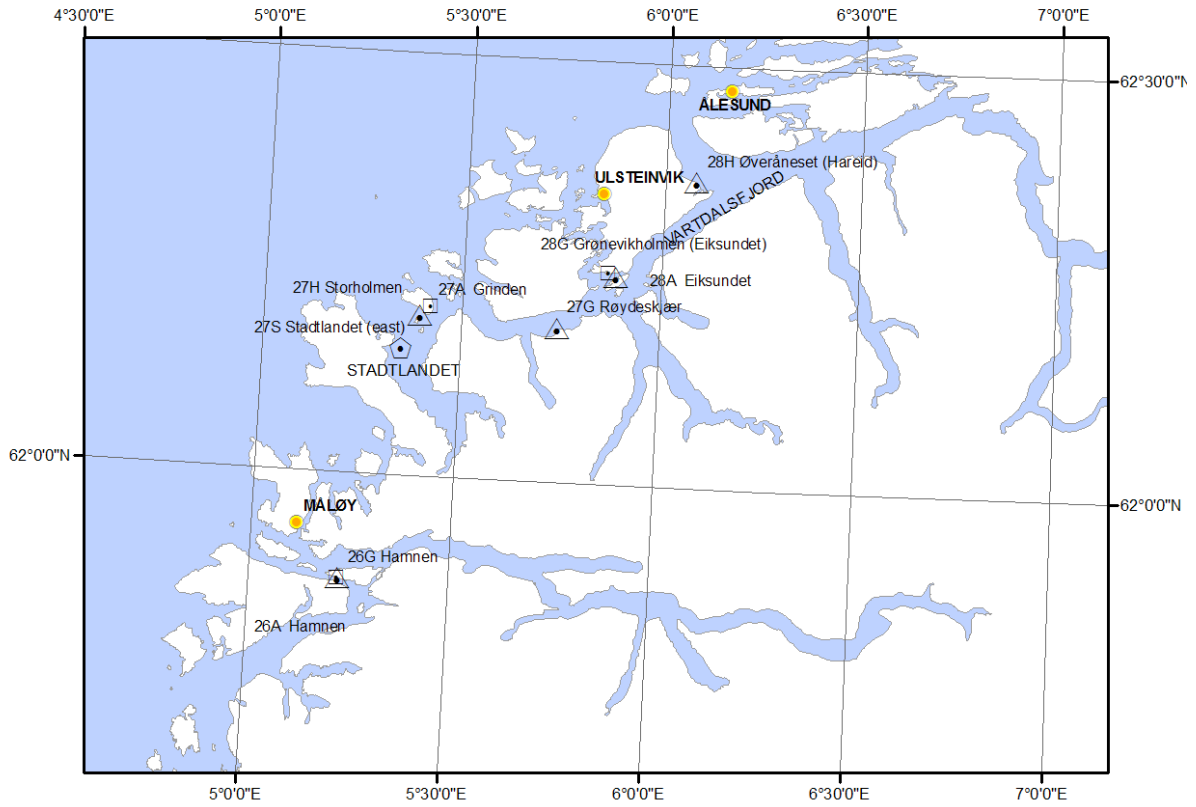 4°30'0"E 5°0'0"E 5°30'0"E 6°0'0"E 6°30'0"E 7°0'0"E
62°30'0"N
ÅLESUND
28H Øveråneset (Hareid)
ULSTEINVIK
VARTDALSFJORD
28G Grønevikholmen (Eiksundet)
28A Eiksundet
27H Storholmen
27A Grinden
27G Røydeskjær
27S Stadtlandet (east)
STADTLANDET
62°0'0"N
62°0'0"N
MÅLØY
26G Hamnen
26A Hamnen
5°0'0"E 5°30'0"E 6°0'0"E 6°30'0"E 7°0'0"E